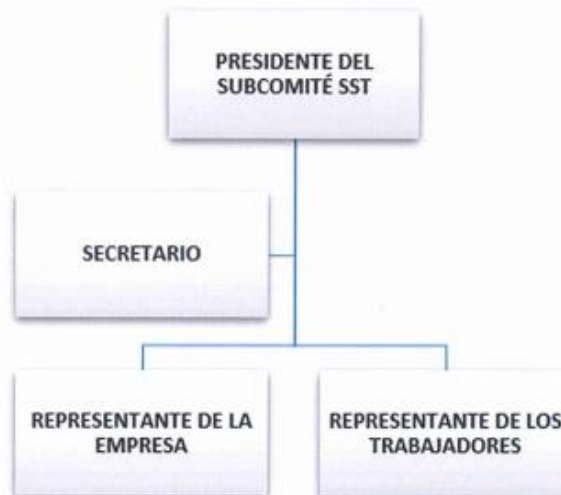 PRESIDENTE DEL
SUBCOMITÉ SST
SECRETARIO
REPRESENTANTE DE LA
EMPRESA
REPRESENTANTE DE LOS
TRABAJADORES